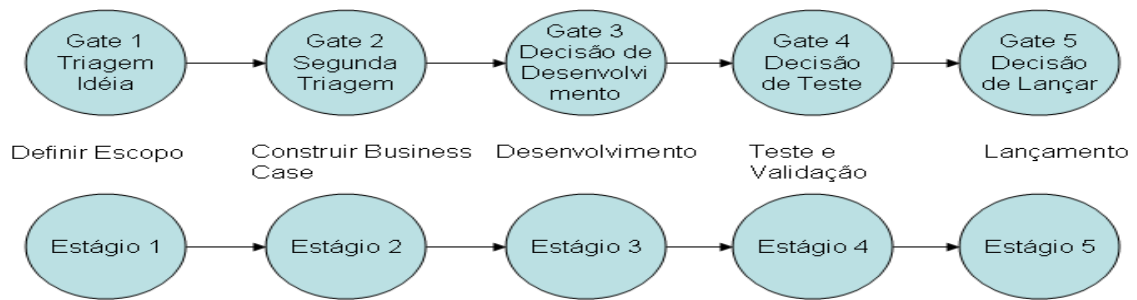 Gate 1
Triagem
Idéia
Gate 2
Segunda
Triagem
Gate 3
Decisão de
Desenvolvi
mento
Gate 4
Decisão
de Teste
Gate 5
Decisão
de Lançar
Definir Escopo
Construir Business
Case
Desenvolvimento
Teste e
Validação
Lançamento
Estágio 1
Estágio 2
Estágio 3
Estágio 4
Estágio 5